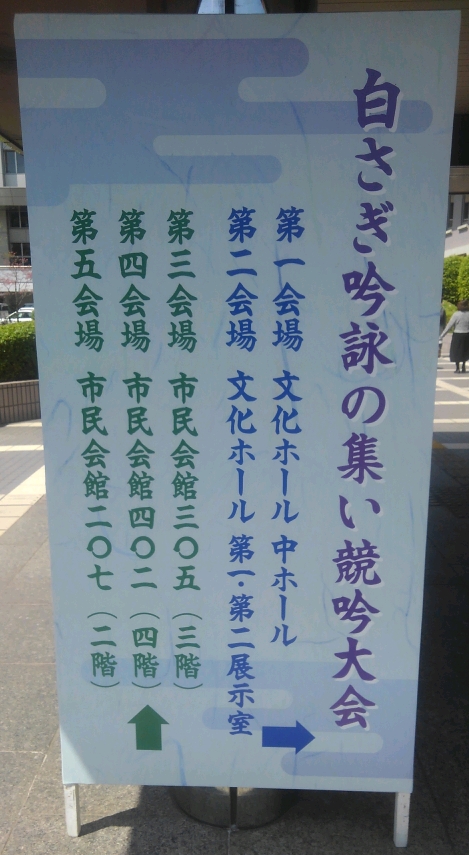 白さぎ吟詠の集い競吟大会
第一会場 文化ホール 中ホール
第二会場 文化ホール 第一・第二展示室
第三会場 市民会館三〇五（三階）
第四会場 市民会館四〇二（四階）
第五会場 市民会館二〇七（二階）